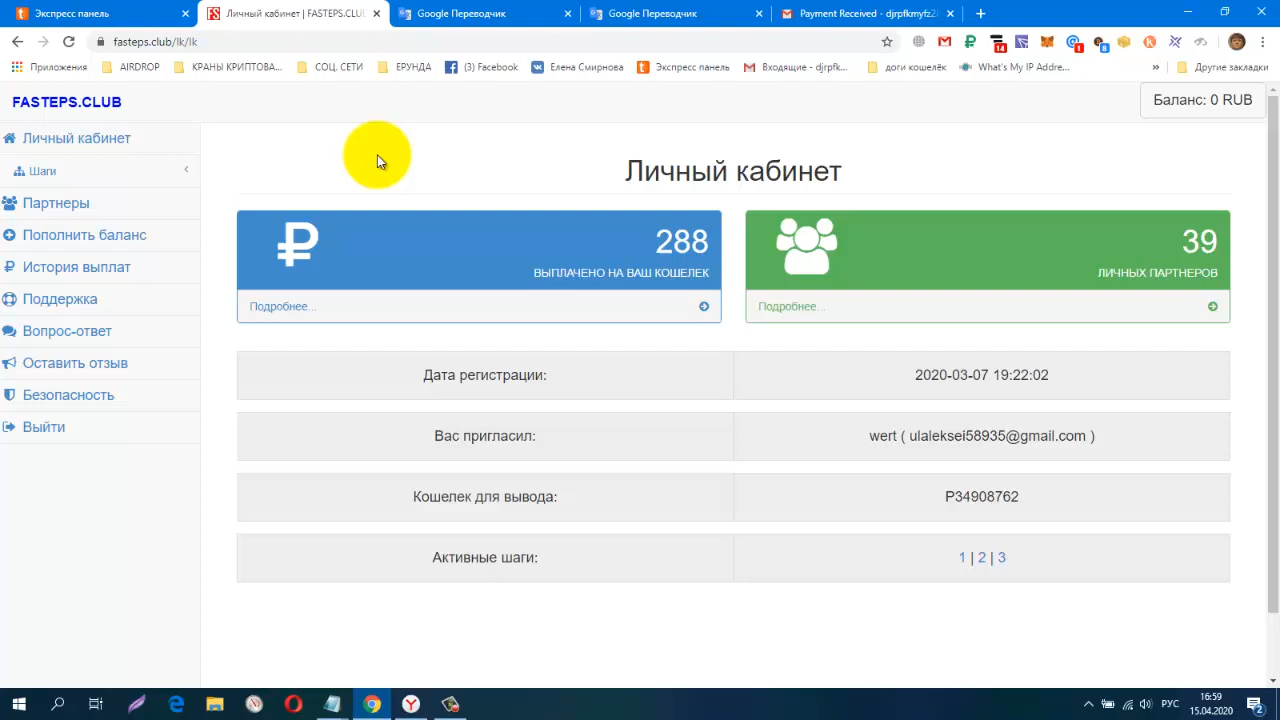 Экспресс панель
Личный кабинет | FASTEPS.CLU
Google Переводчик
Google Переводчик
Payment Received - djrpfkmyfz2
fasteps.club/lk/lk
14
1
8
Приложения
AIRDROP
КРАНЫ КРИПТОВА...
СОЦ. СЕТИ
ЕРУНДА
(3) Facebook
Елена Смирнова
Экспресс панель
Входящие - djrpfk...
доги кошелёк
What's My IP Addre...
»
Другие закладки
FASTEPS.CLUB
Баланс: 0 RUB
Личный кабинет
Шаги
Партнеры
Пополнить баланс
История выплат
Поддержка
Вопрос-ответ
Оставить отзыв
Безопасность
Выйти
Личный кабинет
288
ВЫПЛАЧЕНО НА ВАШ КОШЕЛЕК
Подробнее...
39
ЛИЧНЫХ ПАРТНЕРОВ
Подробнее...
Дата регистрации:
2020-03-07 19:22:02
Вас пригласил:
wert ( ulaleksei58935@gmail.com )
Кошелек для вывода:
P34908762
Активные шаги:
1 | 2 | 3
РУС
16:59
15.04.2020
2